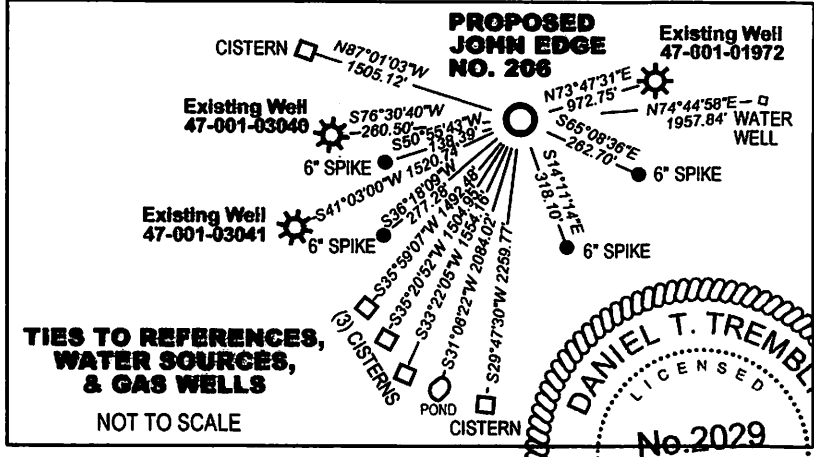 PROPOSED
JOHN EDGE
NO. 206
CISTERN
N87°01'03"W
1505.12'
Existing Well
47-001-01972
N73°47'31"E
972.75'
N74°44'58"E
1957.84'
WATER
WELL
Existing Well
47-001-03040
S76°30'40"W
260.50'
S50°55'43"W
138.39'
6" SPIKE
S65°08'36"E
262.70'
6" SPIKE
S14°11'14"E
318.10'
6" SPIKE
S41°03'00"W 1520.74'
Existing Well
47-001-03041
S36°18'09"W
277.28'
6" SPIKE
S35°59'07"W 1492.48'
S35°20'52"W 1504.95'
S33°22'05"W 1554.16'
(3) CISTERNS
S31°06'22"W 2084.02'
POND
S29°47'30"W 2259.77'
CISTERN
TIES TO REFERENCES,
WATER SOURCES,
& GAS WELLS
NOT TO SCALE
DANIEL T. TREMBL
LICENSED
No.2029